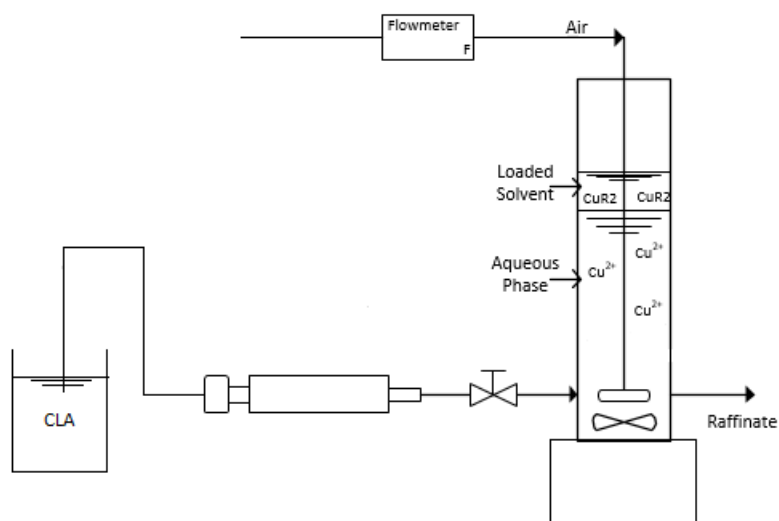 Flowmeter
F
Air
Loaded
Solvent
CuR2 CuR2
Aqueous
Phase
Cu²⁺
Cu²⁺
Cu²⁺
CLA
Raffinate